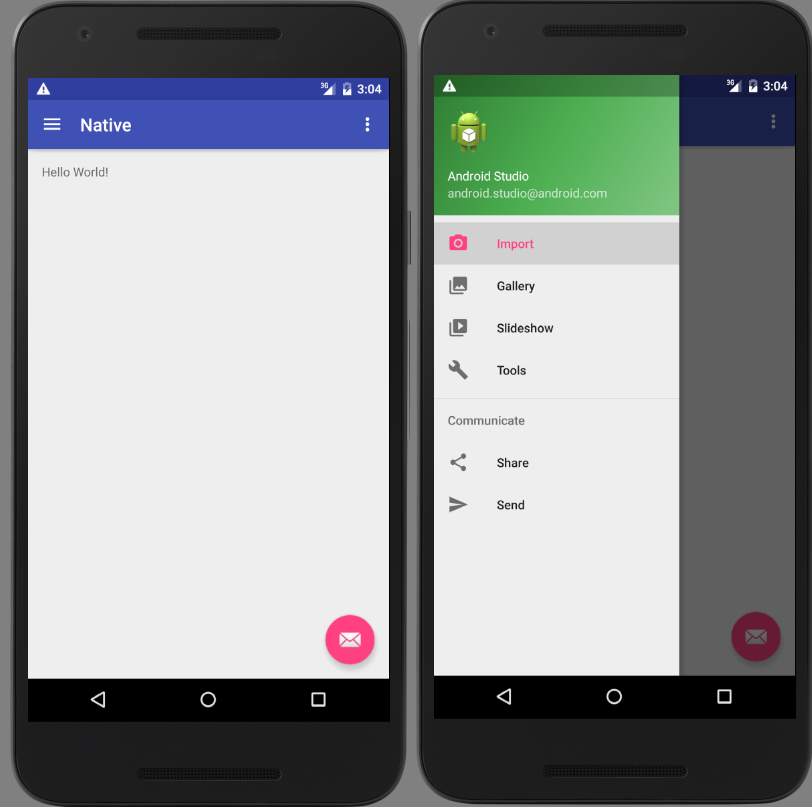 3G 3:04
Native
Hello World!
3G 3:04
Android Studio
android.studio@android.com
Import
Gallery
Slideshow
Tools
Communicate
Share
Send